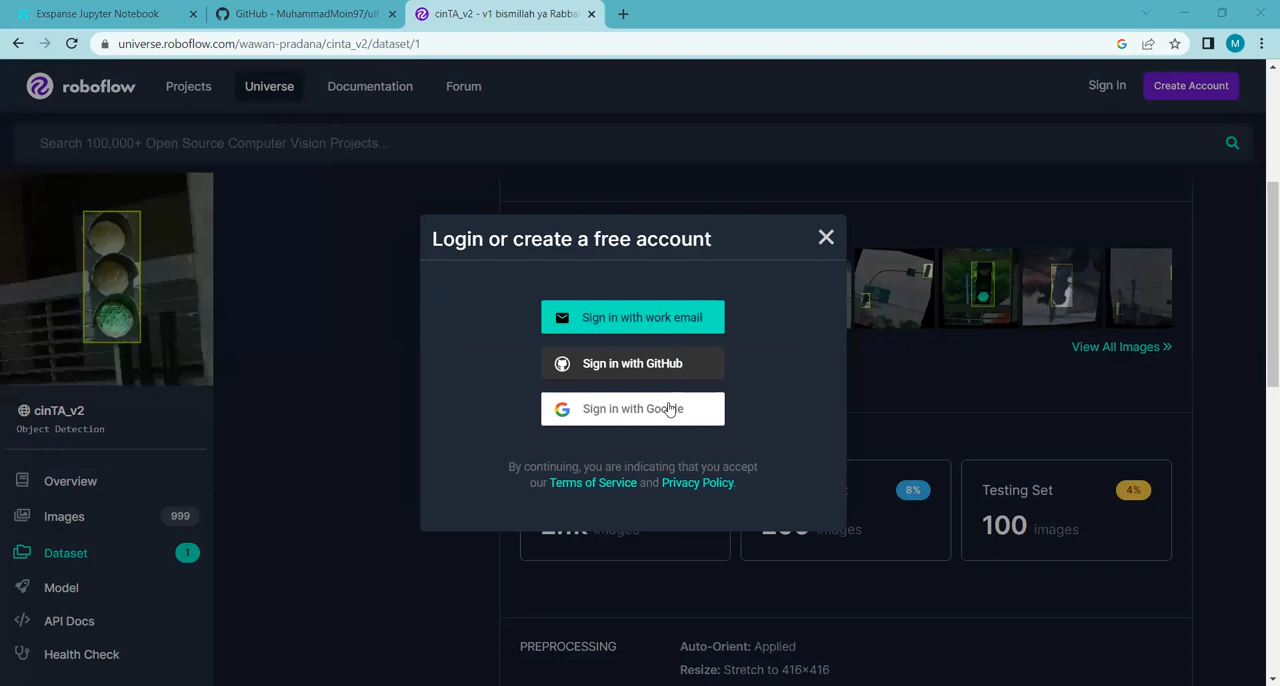 Exspanse Jupyter Notebook
GitHub - MuhammadMoin97/ult
cinTA_v2 - v1 bismillah ya Rabbal
universe.roboflow.com/wawan-pradana/cinta_v2/dataset/1
M
roboflow
Projects
Universe
Documentation
Forum
Sign In
Create Account
Search 100,000+ Open Source Computer Vision Projects...
Login or create a free account
Sign in with work email
Sign in with GitHub
Sign in with Google
By continuing, you are indicating that you accept
our Terms of Service and Privacy Policy.
View All Images »
cinTA_v2
Object Detection
Overview
Images 999
Dataset 1
Model
API Docs
Health Check
8%
images
images
Testing Set 4%
100 images
PREPROCESSING
Auto-Orient: Applied
Resize: Stretch to 416×416